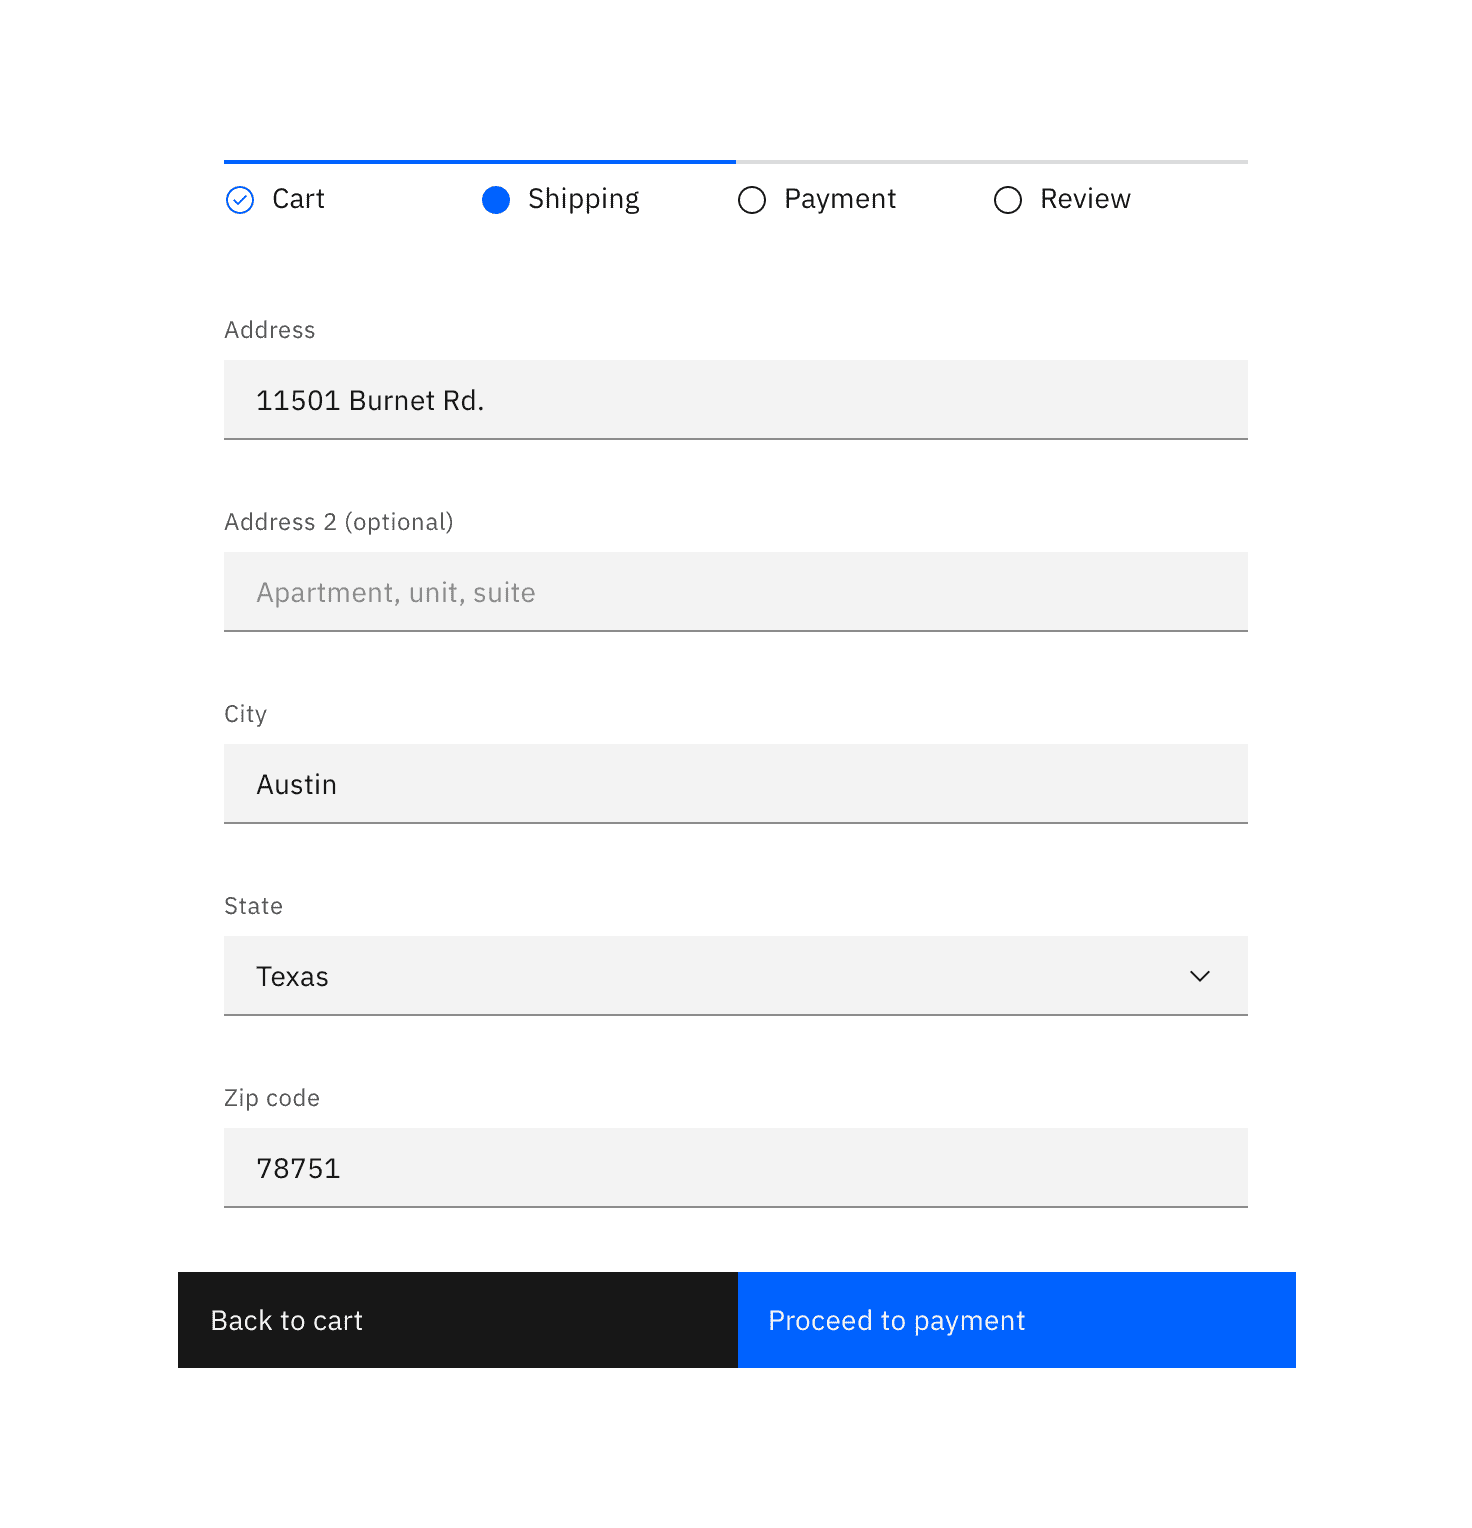 Cart Shipping Payment Review
Address
11501 Burnet Rd.
Address 2 (optional)
Apartment, unit, suite
City
Austin
State
Texas
Zip code
78751
Back to cart Proceed to payment